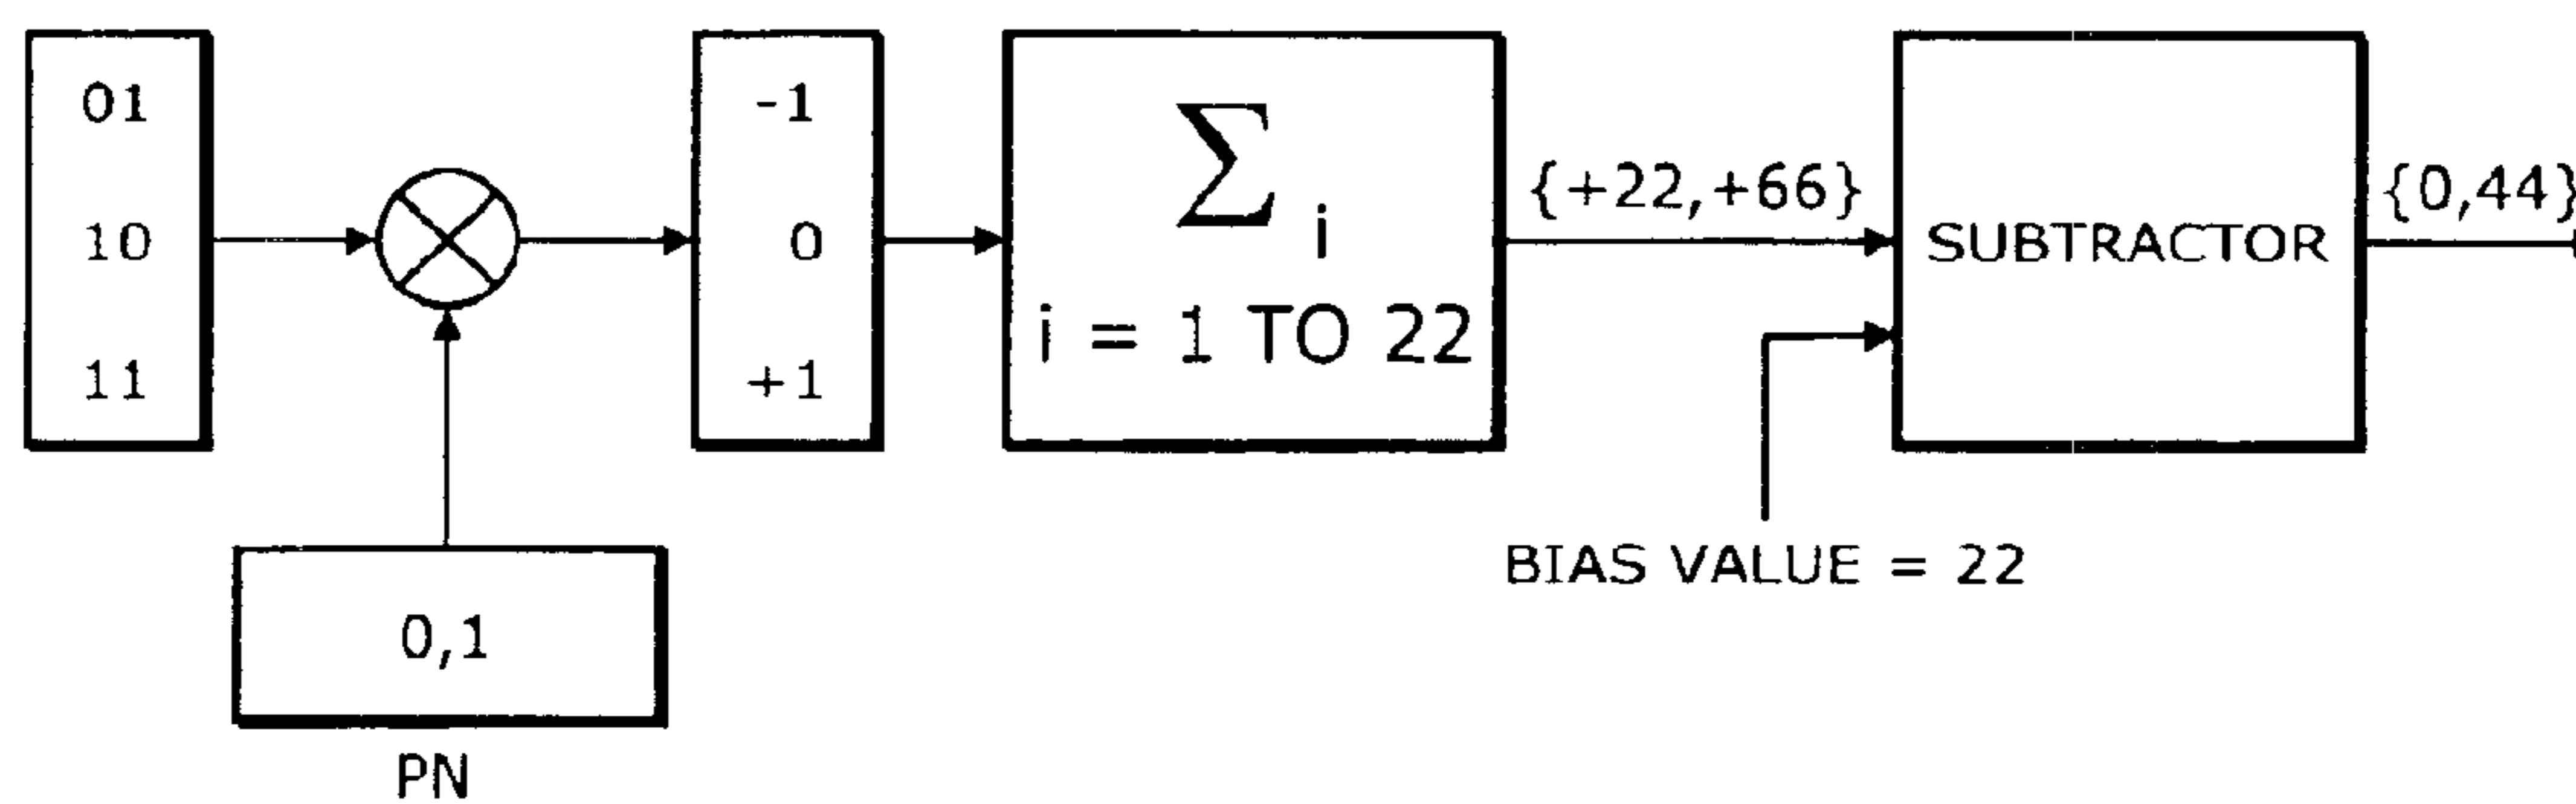 01
10
11
-1
0
+1
∑ i
i = 1 TO 22
{+22,+66}
SUBTRACTOR
{0,44}
BIAS VALUE = 22
0,1
PN